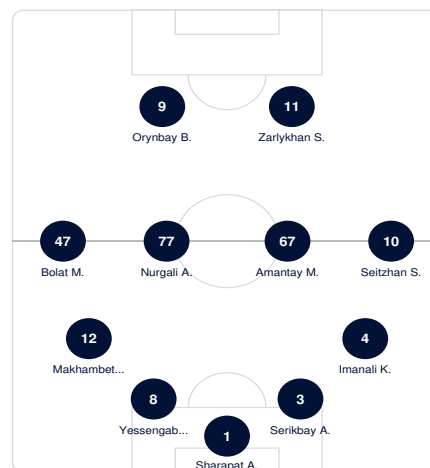 9
11
Orynbay B.
Zarlykhan S.
47
77
67
10
Bolat M.
Nurgali A.
Amantay M.
Seitzhan S.
12
4
Makhambet...
Imanali K.
8
3
Yessengab...
Serikbay A.
1
Sharapat A.